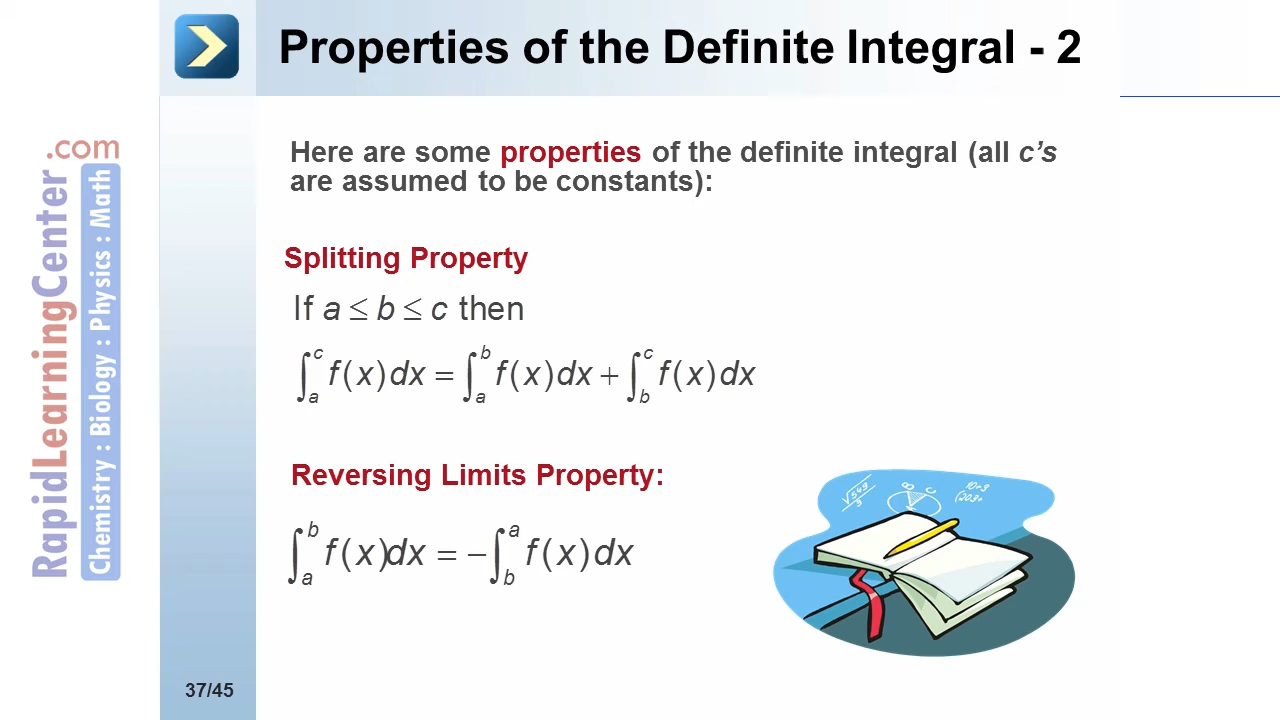 Properties of the Definite Integral - 2
Here are some properties of the definite integral (all c’s
are assumed to be constants):
Splitting Property
If a ≤ b ≤ c then
∫_a^c f(x)dx = ∫_a^b f(x)dx + ∫_b^c f(x)dx
Reversing Limits Property:
∫_a^b f(x)dx = −∫_b^a f(x)dx
37/45
RapidLearningCenter.com
Chemistry : Biology : Physics : Math
B
C